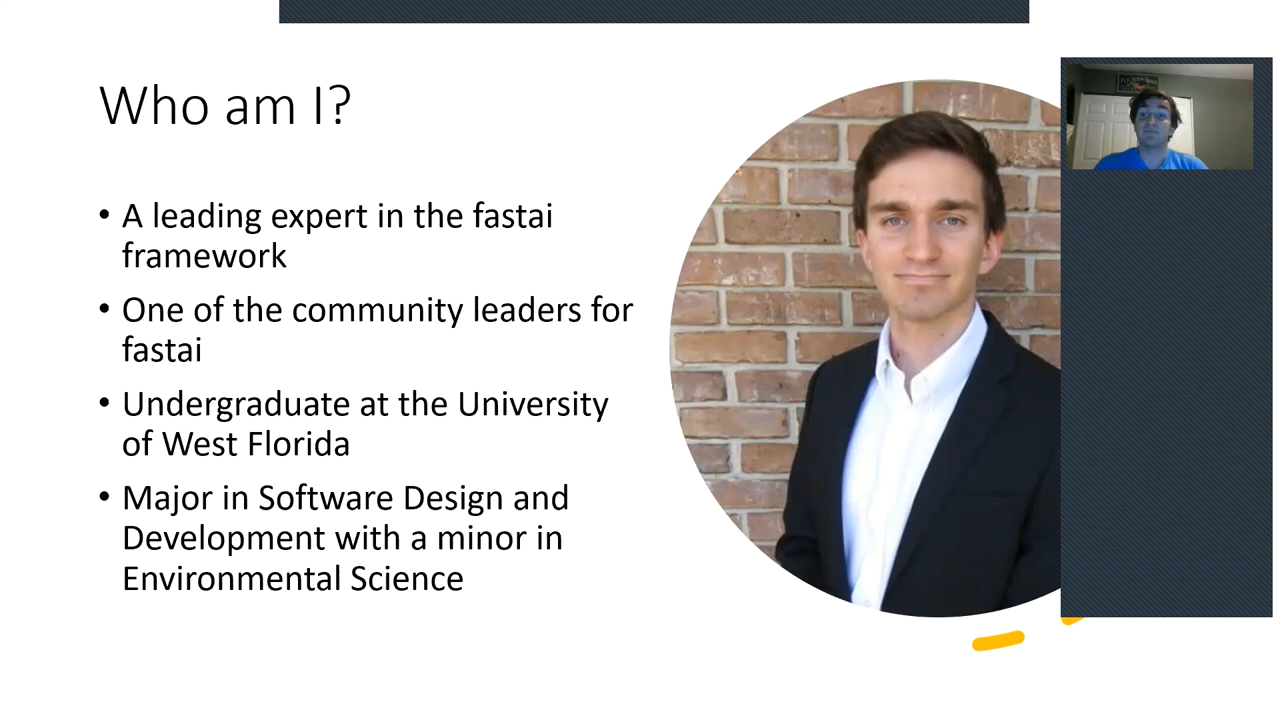 Who am I?
• A leading expert in the fastai
framework
• One of the community leaders for
fastai
• Undergraduate at the University
of West Florida
• Major in Software Design and
Development with a minor in
Environmental Science